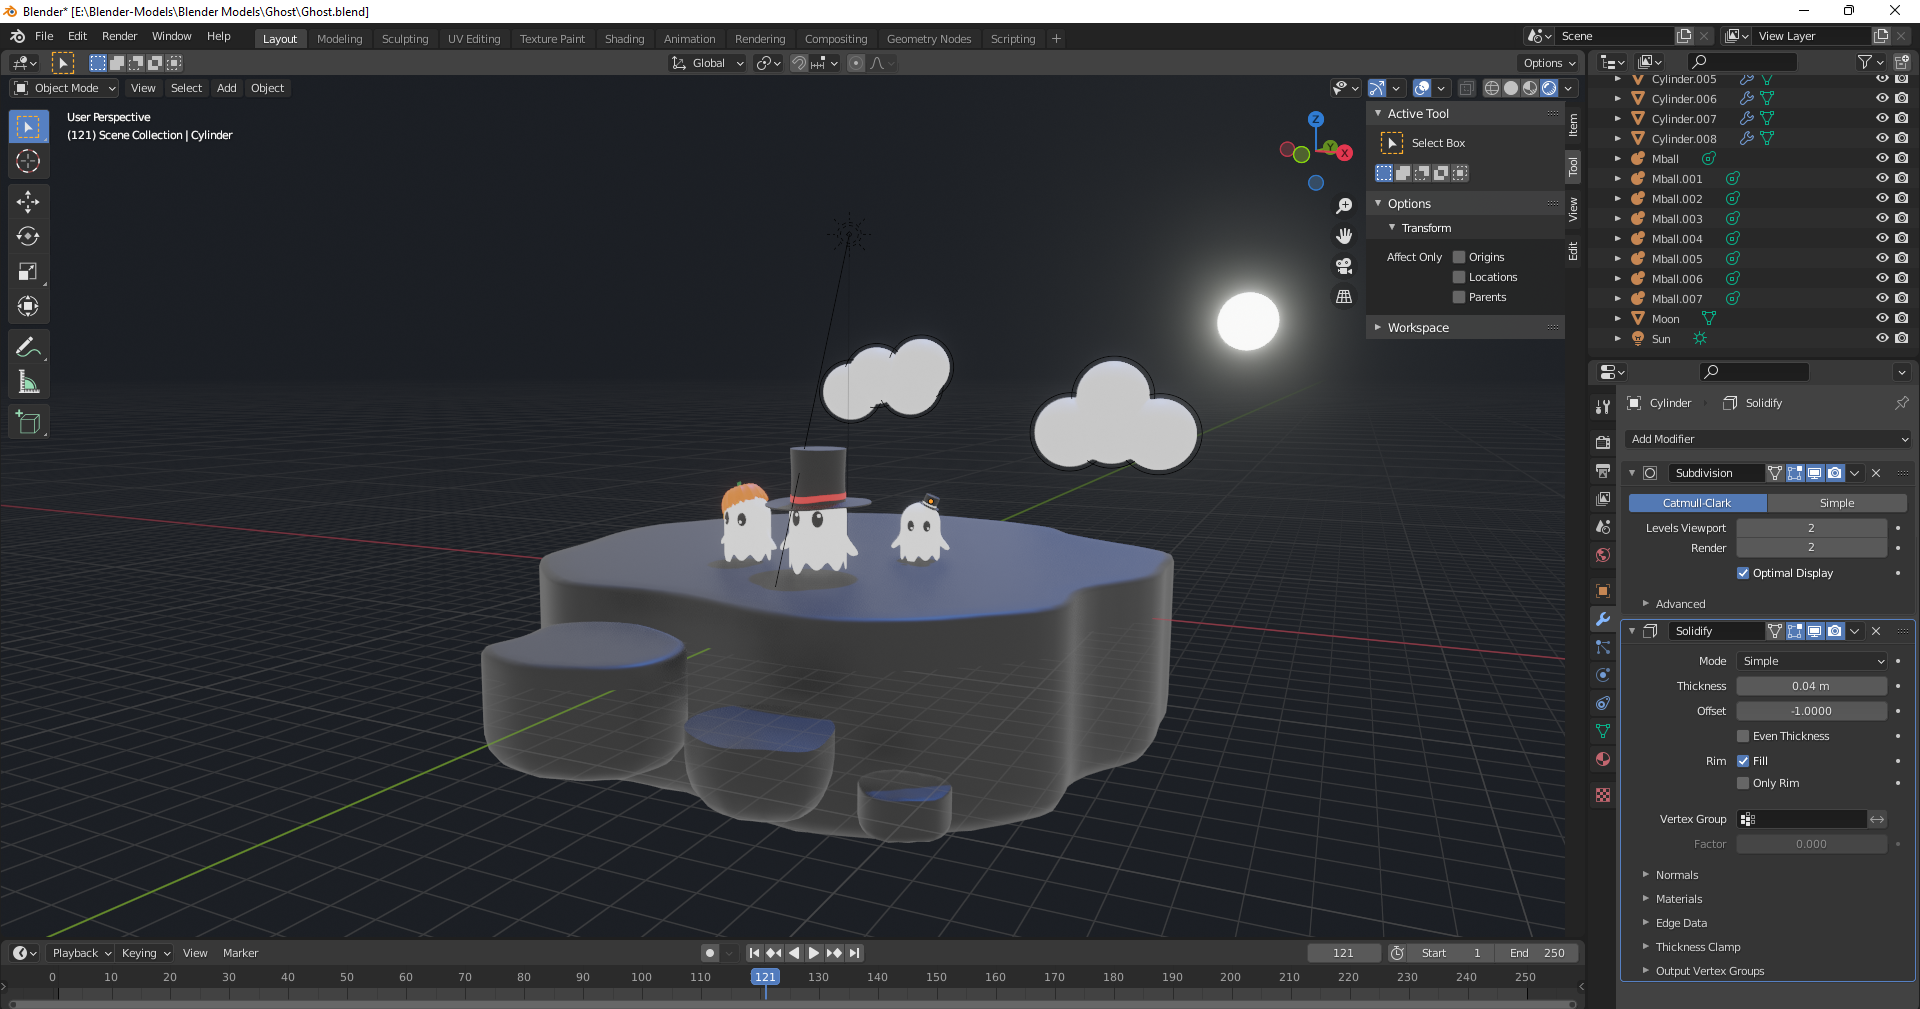 Blender* [E:\Blender-Models\Blender Models\Ghost\Ghost.blend]
File Edit Render Window Help
Layout Modeling Sculpting UV Editing Texture Paint Shading Animation Rendering Compositing Geometry Nodes Scripting +
Scene
View Layer
Global
Options
Object Mode View Select Add Object
User Perspective
(121) Scene Collection | Cylinder
Z
Y
X
Active Tool
Select Box
Options
Transform
Affect Only Origins
Locations
Parents
Workspace
Item
Tool
View
Edit
Cylinder.005
Cylinder.006
Cylinder.007
Cylinder.008
Mball
Mball.001
Mball.002
Mball.003
Mball.004
Mball.005
Mball.006
Mball.007
Moon
Sun
Cylinder Solidify
Add Modifier
Subdivision
Catmull-Clark Simple
Levels Viewport 2
Render 2
Optimal Display
Advanced
Solidify
Mode Simple
Thickness 0.04 m
Offset -1.0000
Even Thickness
Rim Fill
Only Rim
Vertex Group
Factor 0.000
Normals
Materials
Edge Data
Thickness Clamp
Output Vertex Groups
Playback Keying View Marker
121 Start 1 End 250
0 10 20 30 40 50 60 70 80 90 100 110 121 130 140 150 160 170 180 190 200 210 220 230 240 250